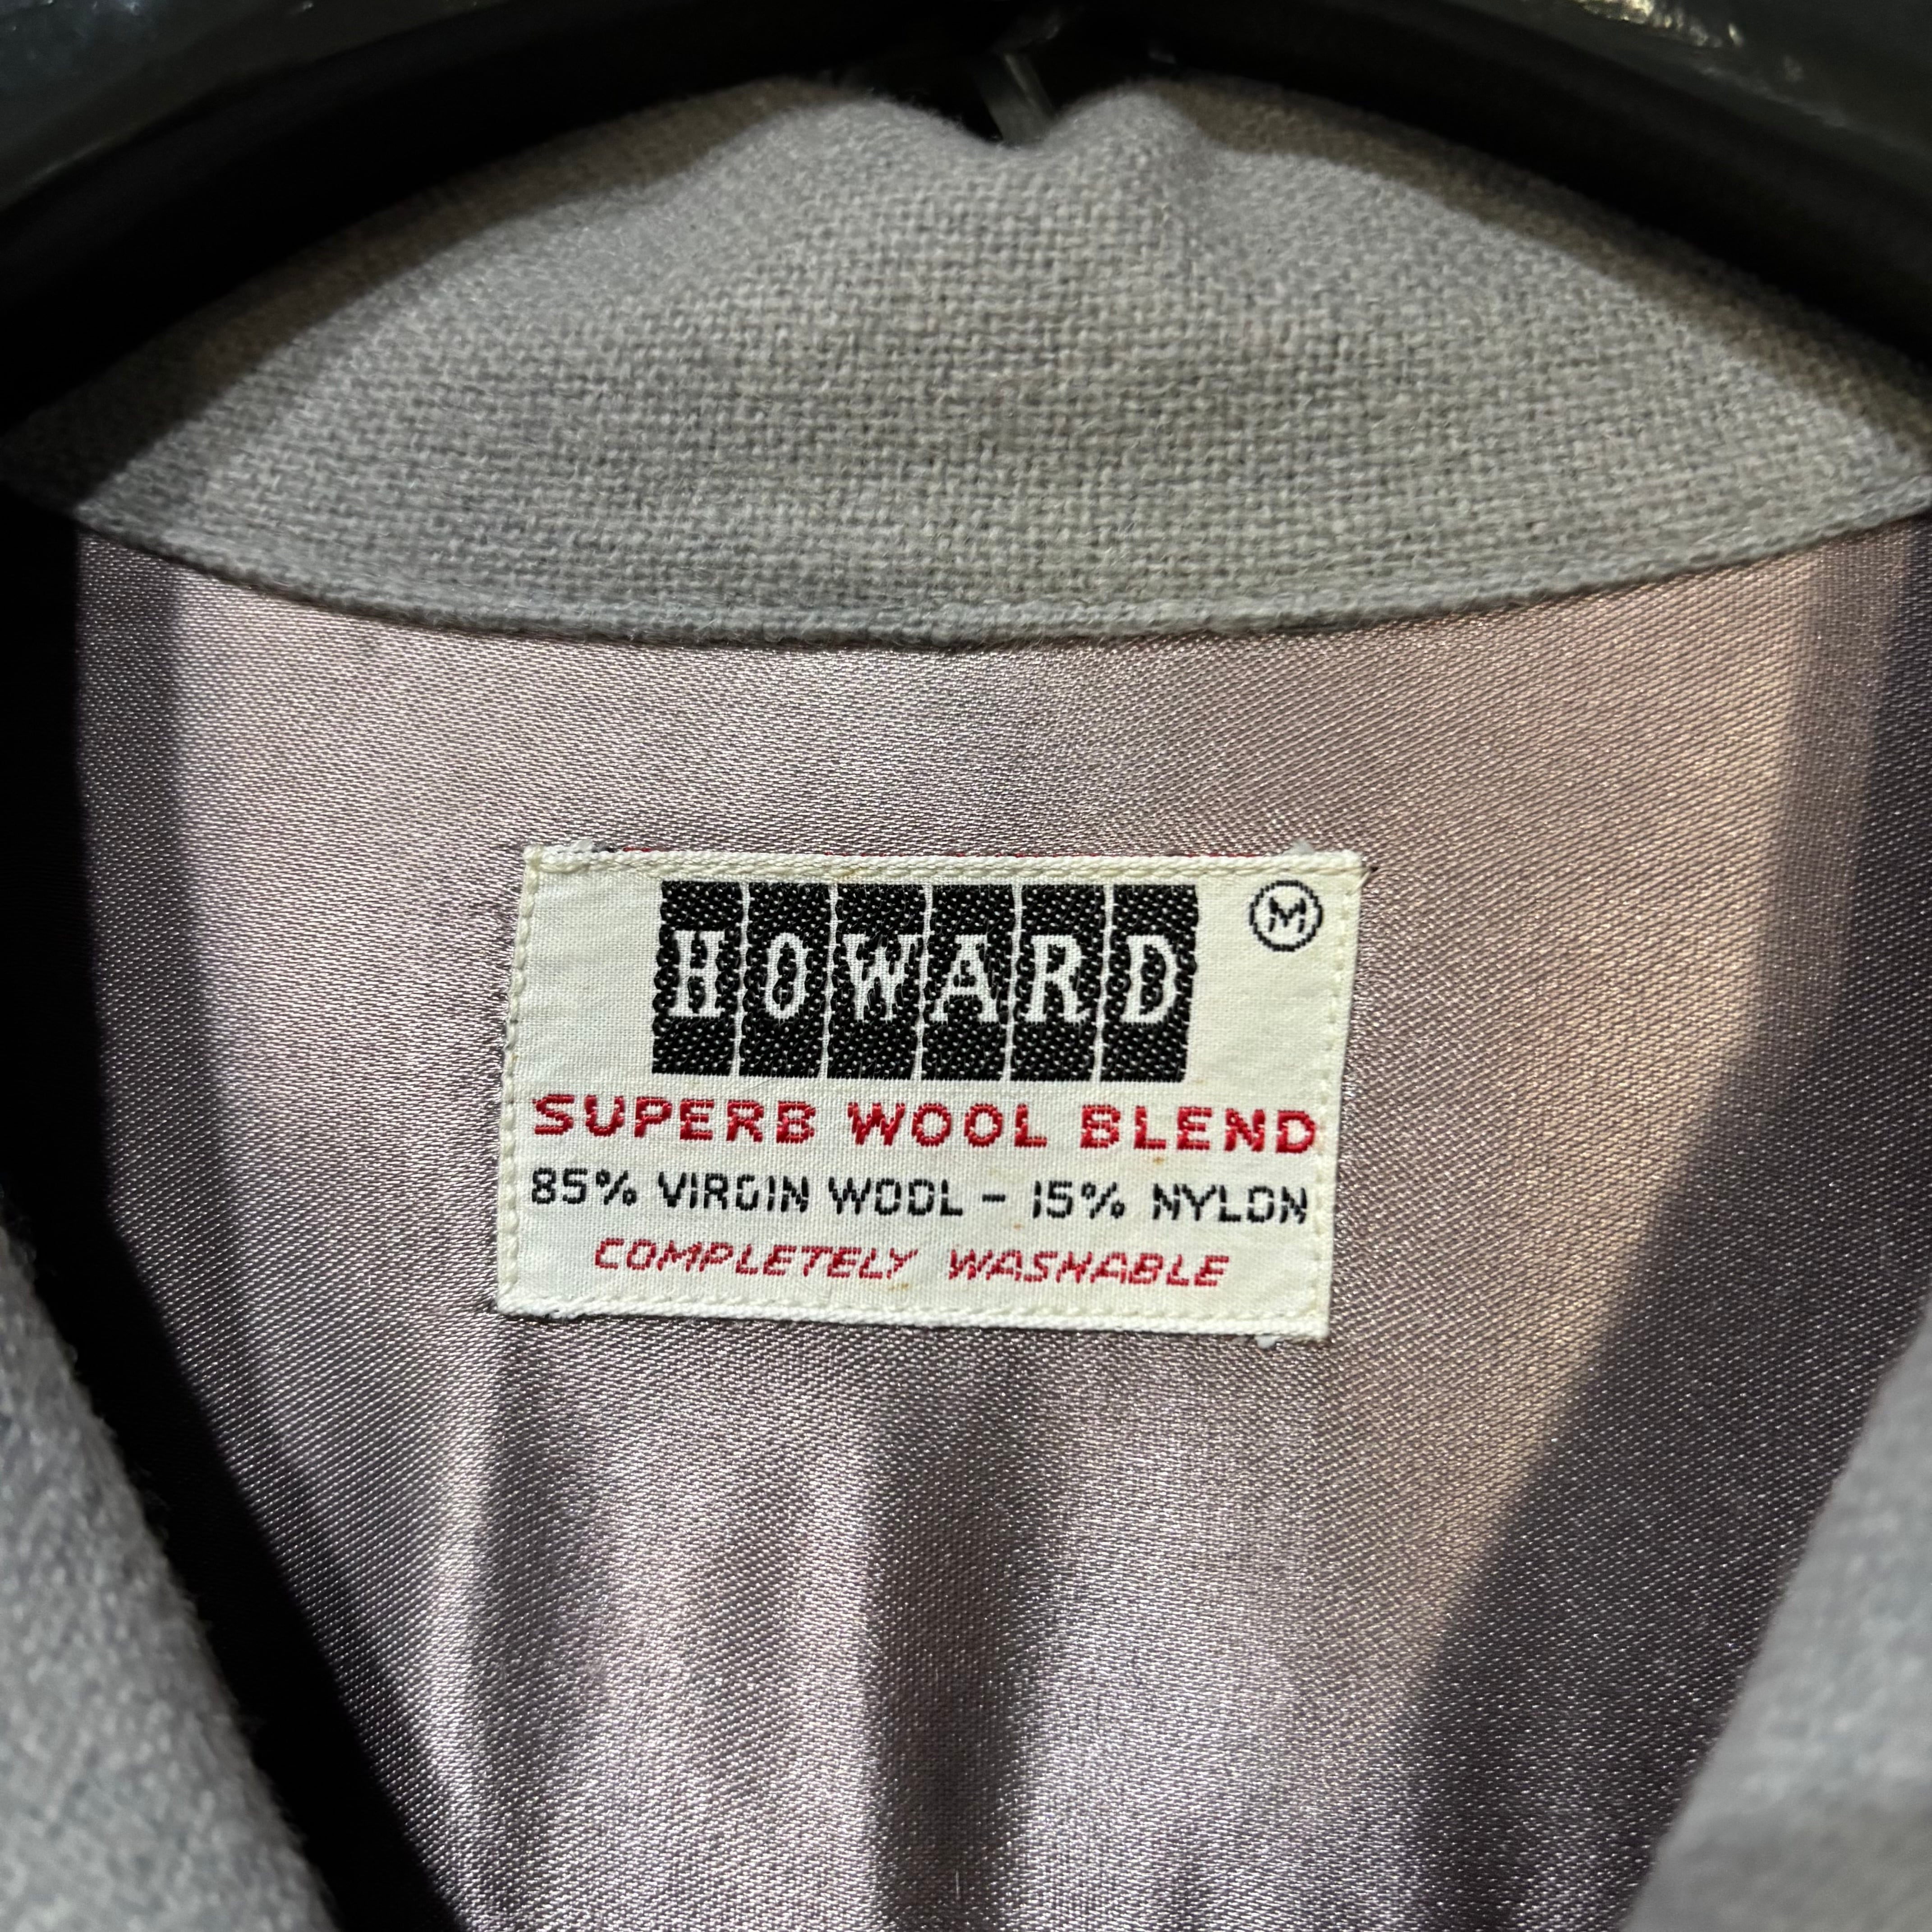 HOWARD M
SUPERB WOOL BLEND
85% VIRGIN WOOL - 15% NYLON
COMPLETELY WASHABLE